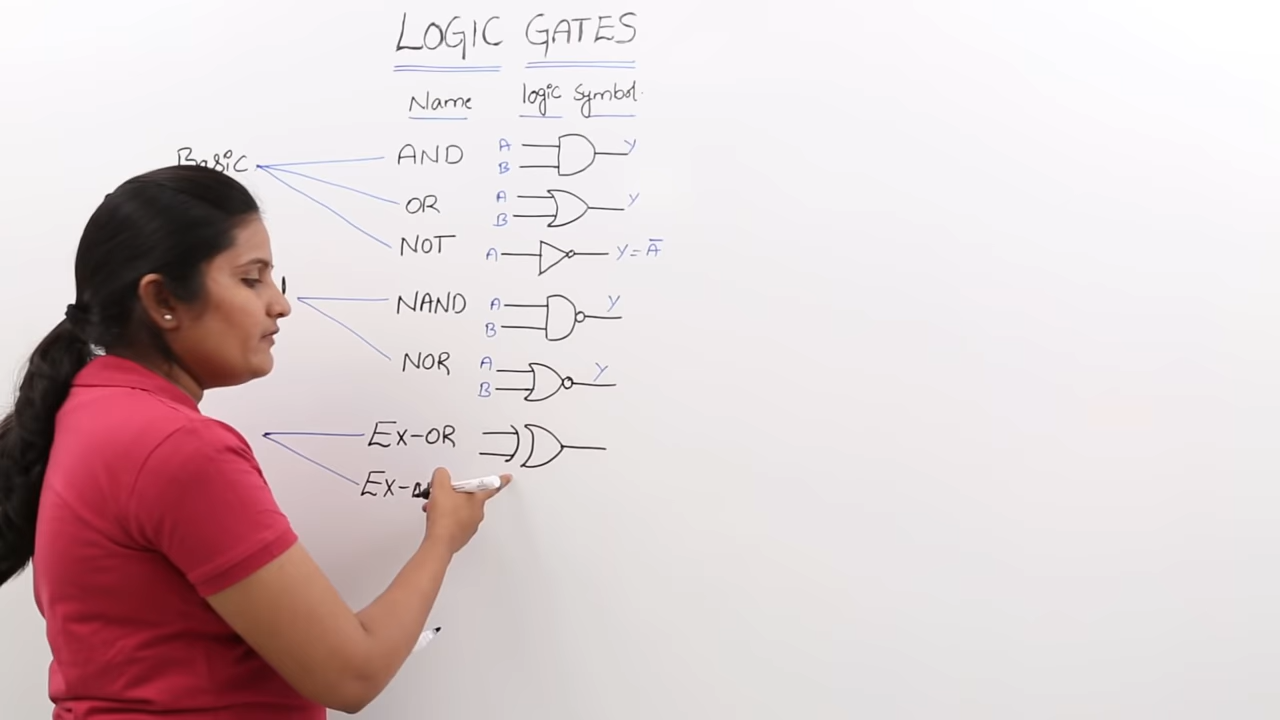 LOGIC GATES
Name logic symbol.
Basic AND A B Y
OR A B Y
NOT A Y = A̅
NAND A B Y
NOR A B Y
Ex-OR
Ex-